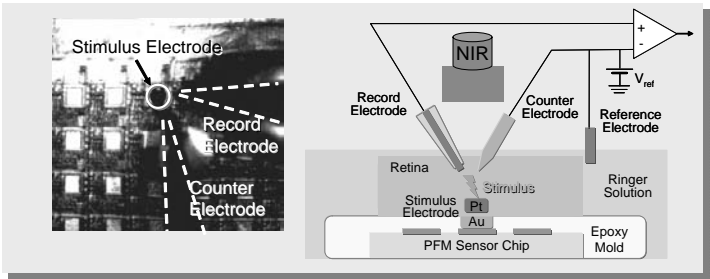 Stimulus Electrode
Record
Electrode
Counter
Electrode
NIR
+
-
Vref
Record
Electrode
Counter
Electrode
Reference
Electrode
Retina
Stimulus
Ringer
Solution
Stimulus
Electrode
Pt
Au
PFM Sensor Chip
Epoxy
Mold